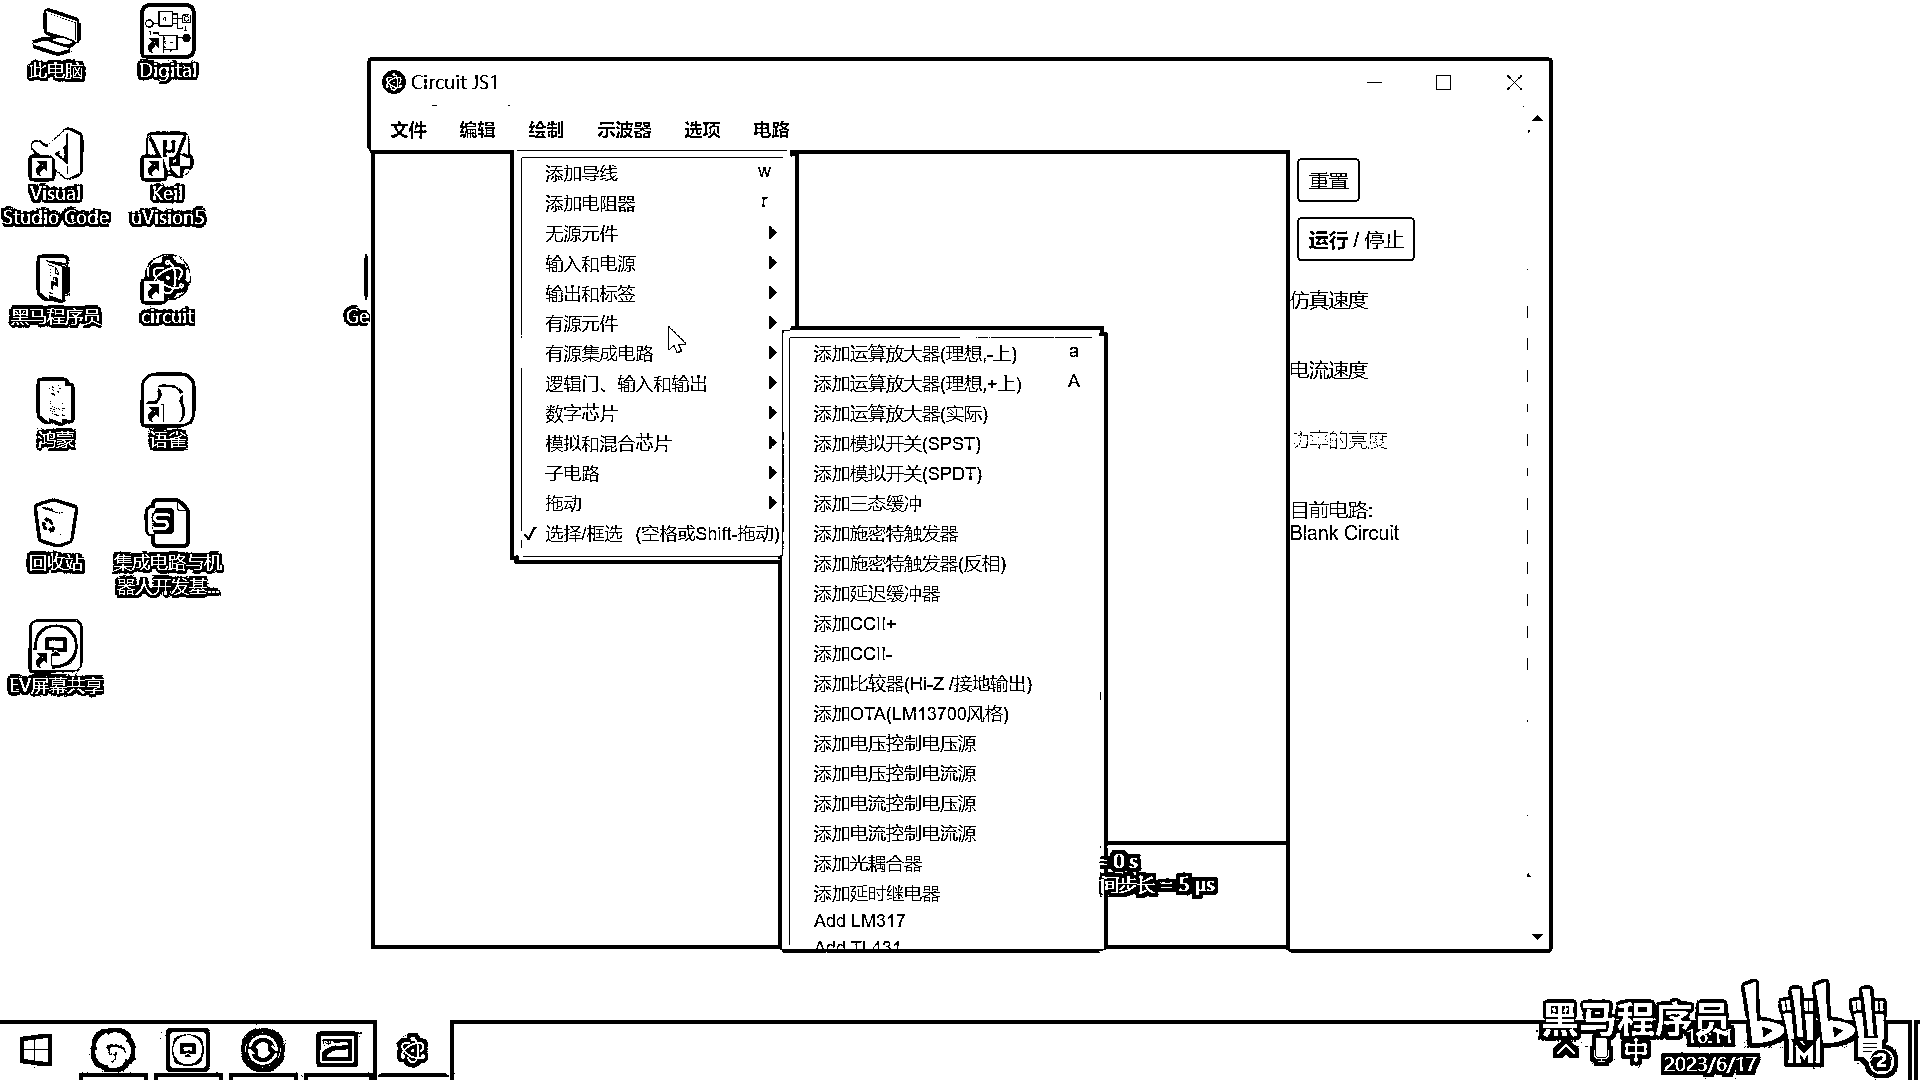 此电脑
Digital
Visual
Studio Code
Keil
uVision5
黑马程序员
circuit
鸿蒙
语雀
回收站
集成电路与机
器人开发基...
EV屏幕共享
Ge
Circuit JS1
文件 编辑 绘制 示波器 选项 电路
添加导线 w
添加电阻器 r
无源元件
输入和电源
输出和标签
有源元件
有源集成电路
逻辑门、输入和输出
数字芯片
模拟和混合芯片
子电路
拖动
✓ 选择/框选 (空格或Shift-拖动)
添加运算放大器(理想,-上) a
添加运算放大器(理想,+上) A
添加运算放大器(实际)
添加模拟开关(SPST)
添加模拟开关(SPDT)
添加三态缓冲
添加施密特触发器
添加施密特触发器(反相)
添加延迟缓冲器
添加CCII+
添加CCII-
添加比较器(Hi-Z /接地输出)
添加OTA(LM13700风格)
添加电压控制电压源
添加电压控制电流源
添加电流控制电压源
添加电流控制电流源
添加光耦合器
添加延时继电器
Add LM317
Add TL431
重置
运行 / 停止
仿真速度
电流速度
功率的亮度
目前电路:
Blank Circuit
= 0 s
间步长 = 5 μs
黑马程序员 bilibili
中
16:11
2023/6/17
2